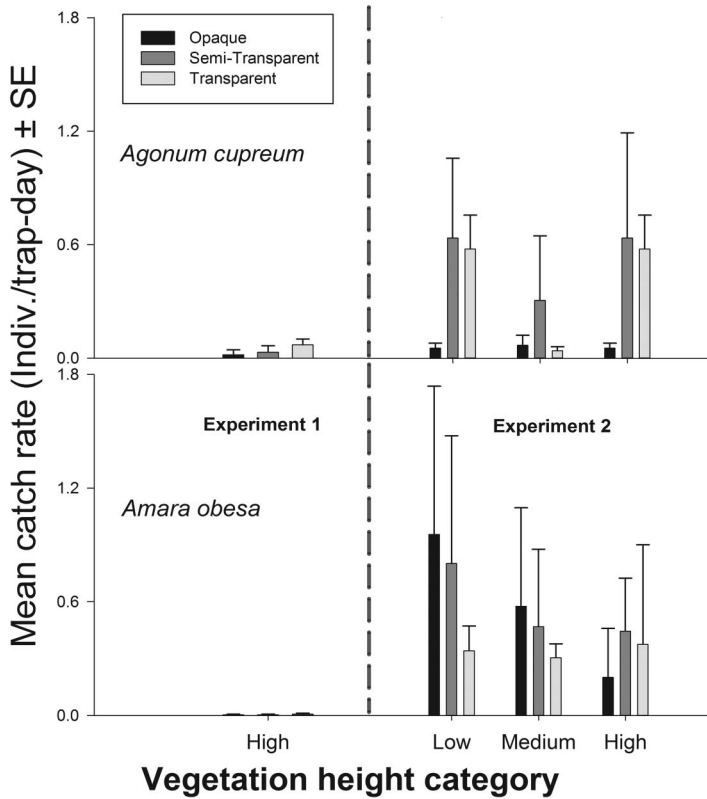 Mean catch rate (Indiv./trap-day) ± SE
1.8
Opaque
Semi-Transparent
Transparent
1.2
Agonum cupreum
0.6
0.0
1.8
Experiment 1
Experiment 2
1.2
Amara obesa
0.6
0.0
High
Low
Medium
High
Vegetation height category